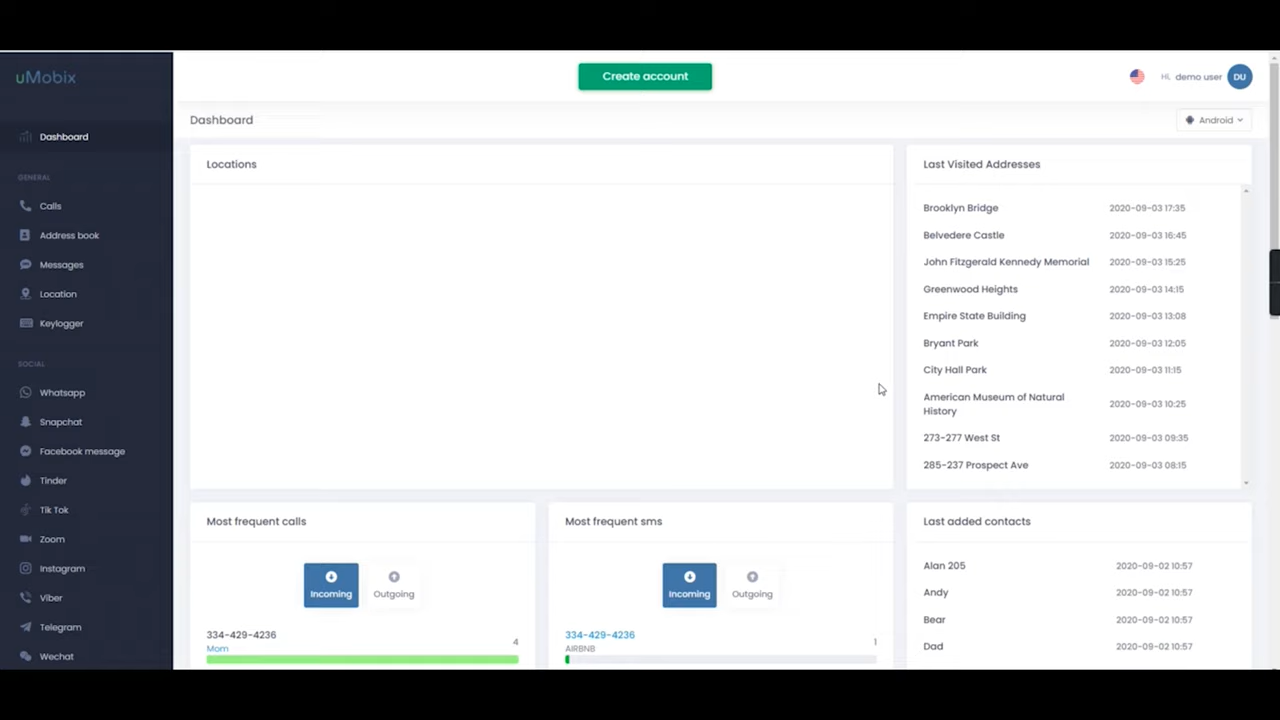 uMobix
Create account
Hi, demo user DU
Dashboard
Android
Dashboard
GENERAL
Calls
Address book
Messages
Location
Keylogger
SOCIAL
Whatsapp
Snapchat
Facebook message
Tinder
Tik Tok
Zoom
Instagram
Viber
Telegram
Wechat
Locations
Last Visited Addresses
Brooklyn Bridge 2020-09-03 17:35
Belvedere Castle 2020-09-03 16:45
John Fitzgerald Kennedy Memorial 2020-09-03 15:25
Greenwood Heights 2020-09-03 14:15
Empire State Building 2020-09-03 13:08
Bryant Park 2020-09-03 12:05
City Hall Park 2020-09-03 11:15
American Museum of Natural
History 2020-09-03 10:25
273-277 West St 2020-09-03 09:35
285-237 Prospect Ave 2020-09-03 08:15
Most frequent calls
Incoming Outgoing
334-429-4236 4
Mom
Most frequent sms
Incoming Outgoing
334-429-4236 1
AIRBNB
Last added contacts
Alan 205 2020-09-02 10:57
Andy 2020-09-02 10:57
Bear 2020-09-02 10:57
Dad 2020-09-02 10:57